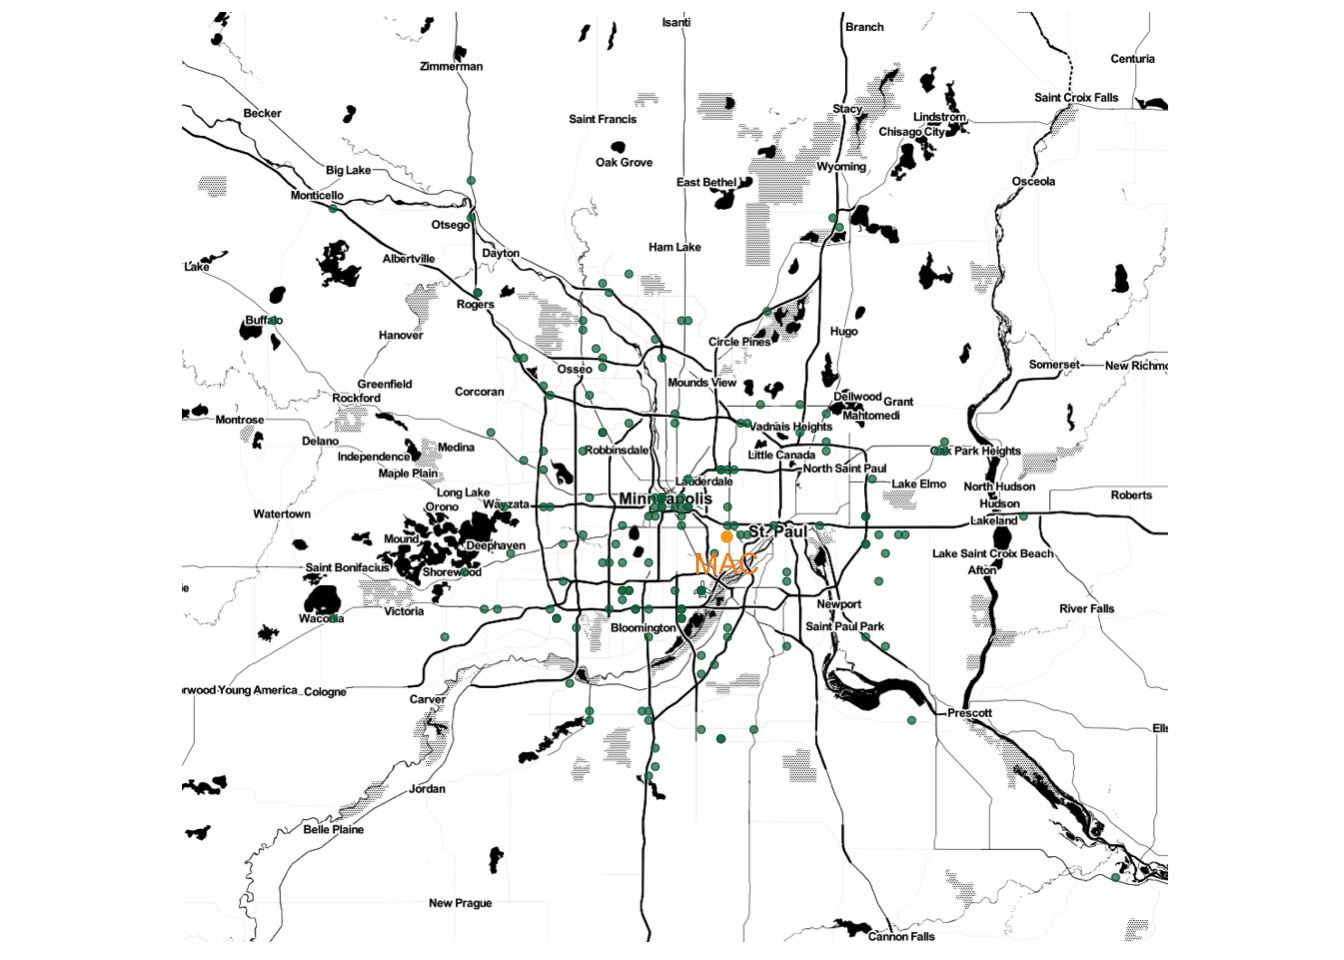 Isanti
Branch
Zimmerman
Centuria
Becker
Saint Francis
Stacy
Saint Croix Falls
Lindstrom
Chisago City
Oak Grove
Big Lake
Wyoming
Monticello
East Bethel
Osceola
Otsego
Ham Lake
Dayton
Albertville
Lake
Rogers
Buffalo
Hanover
Circle Pines
Hugo
Osseo
Somerset
New Richmo
Greenfield
Mounds View
Corcoran
Rockford
Dellwood
Grant
Montrose
Mahtomedi
Vadnais Heights
Delano
Medina
Robbinsdale
Oak Park Heights
Independence
Little Canada
Maple Plain
North Saint Paul
Lauderdale
Lake Elmo
North Hudson
Long Lake
Minneapolis
Roberts
Orono
Wayzata
Hudson
Watertown
Lakeland
St. Paul
Mound
Deephaven
Lake Saint Croix Beach
MAC
Saint Bonifacius
Shorewood
Afton
ie
Newport
Victoria
River Falls
Waconia
Bloomington
Saint Paul Park
rwood-Young America
Cologne
Carver
Prescott
Ells
Jordan
Belle Plaine
New Prague
Cannon Falls